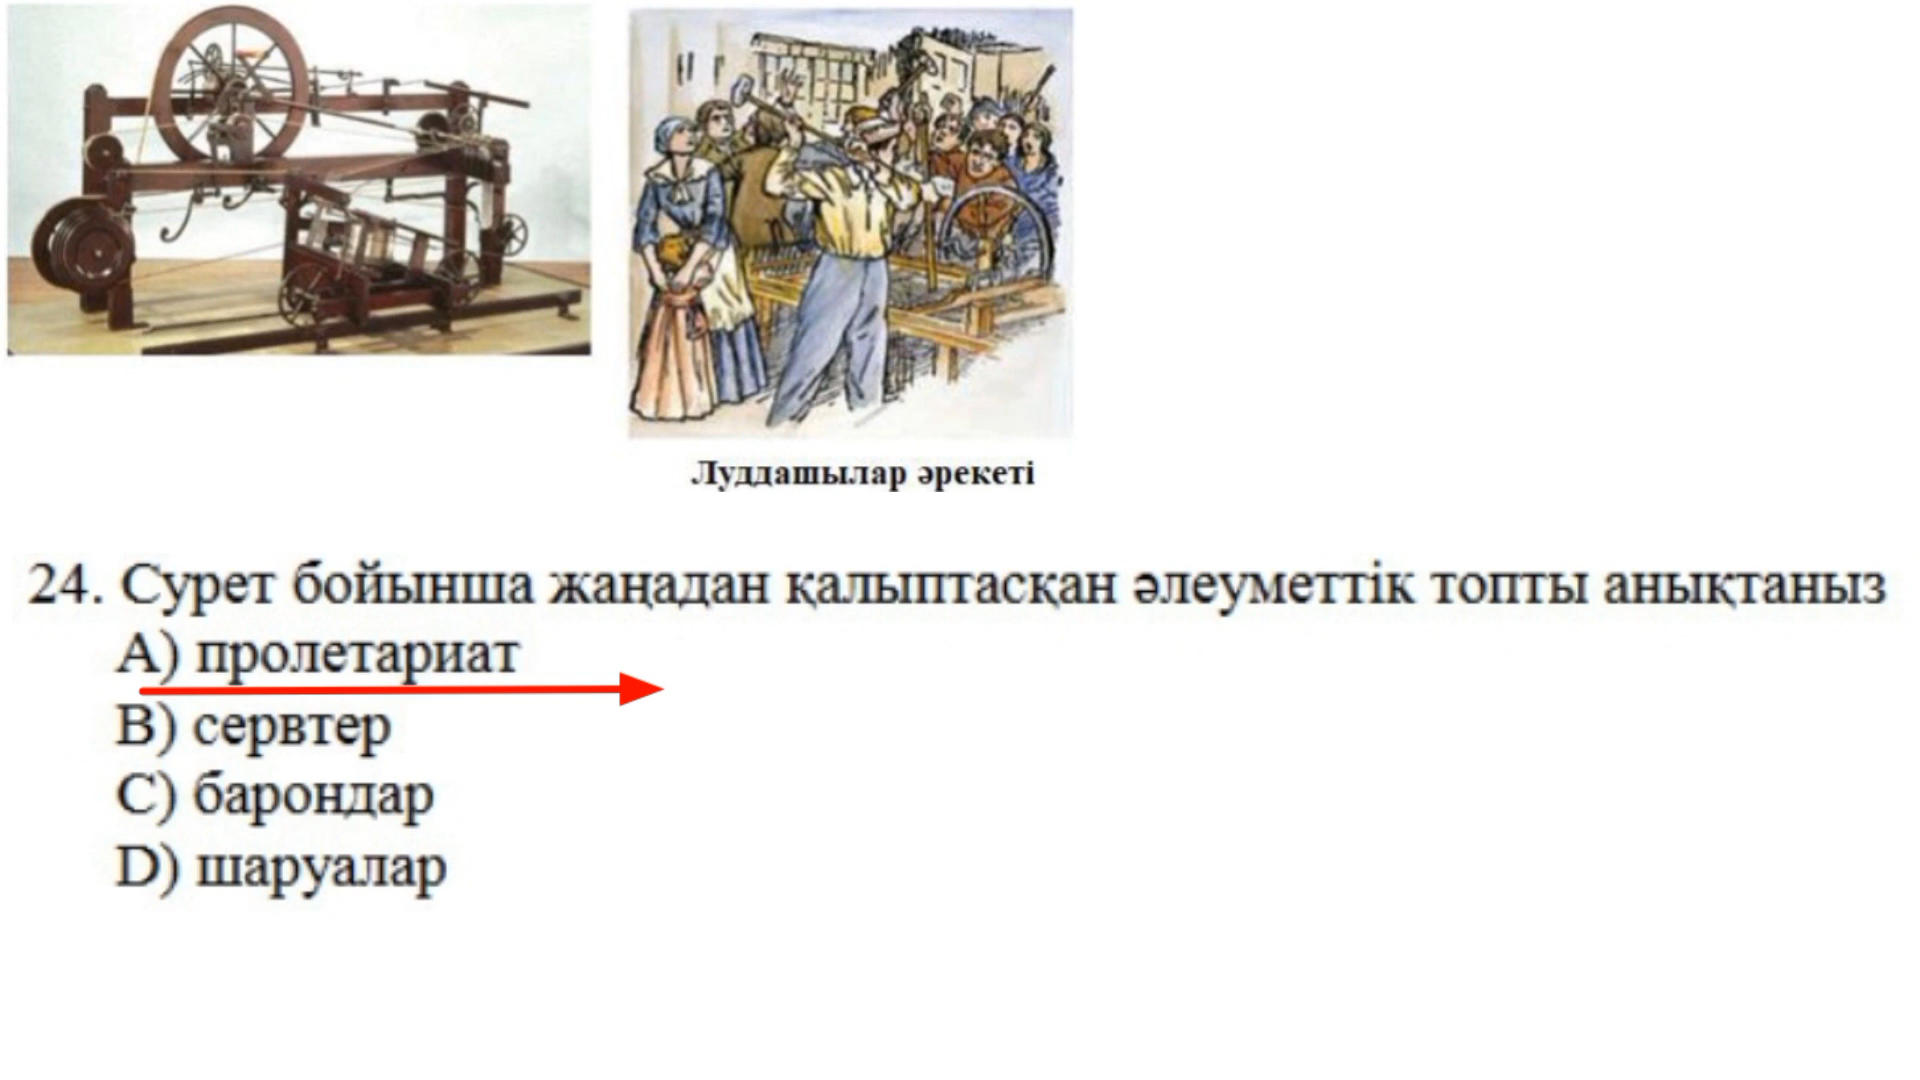 Луддашылар әрекеті
24. Сурет бойынша жаңадан қалыптасқан әлеуметтік топты анықтаныз
A) пролетариат
B) сервтер
C) барондар
D) шаруалар